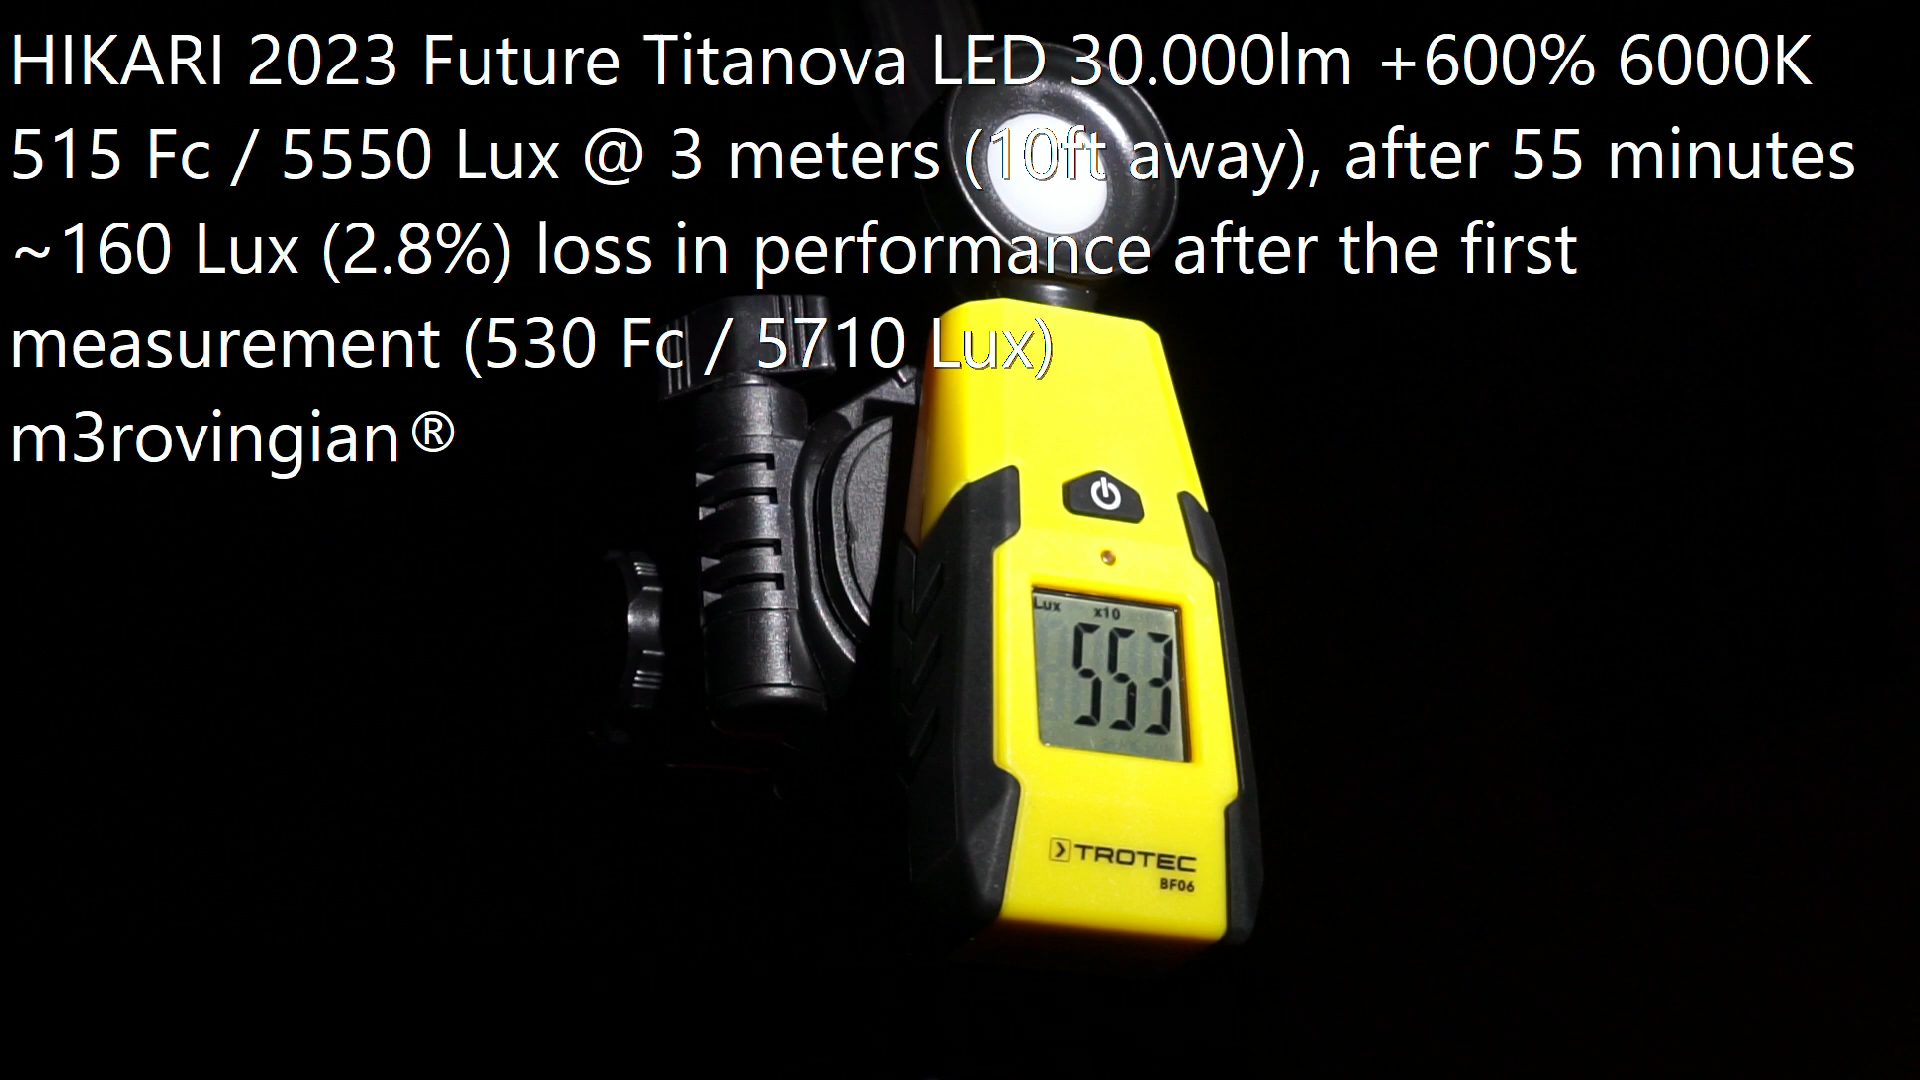 HIKARI 2023 Future Titanova LED 30.000lm +600% 6000K
515 Fc / 5550 Lux @ 3 meters (10ft away), after 55 minutes
~160 Lux (2.8%) loss in performance after the first
measurement (530 Fc / 5710 Lux)
m3rovingian®
Lux x10
553
TROTEC
BF06